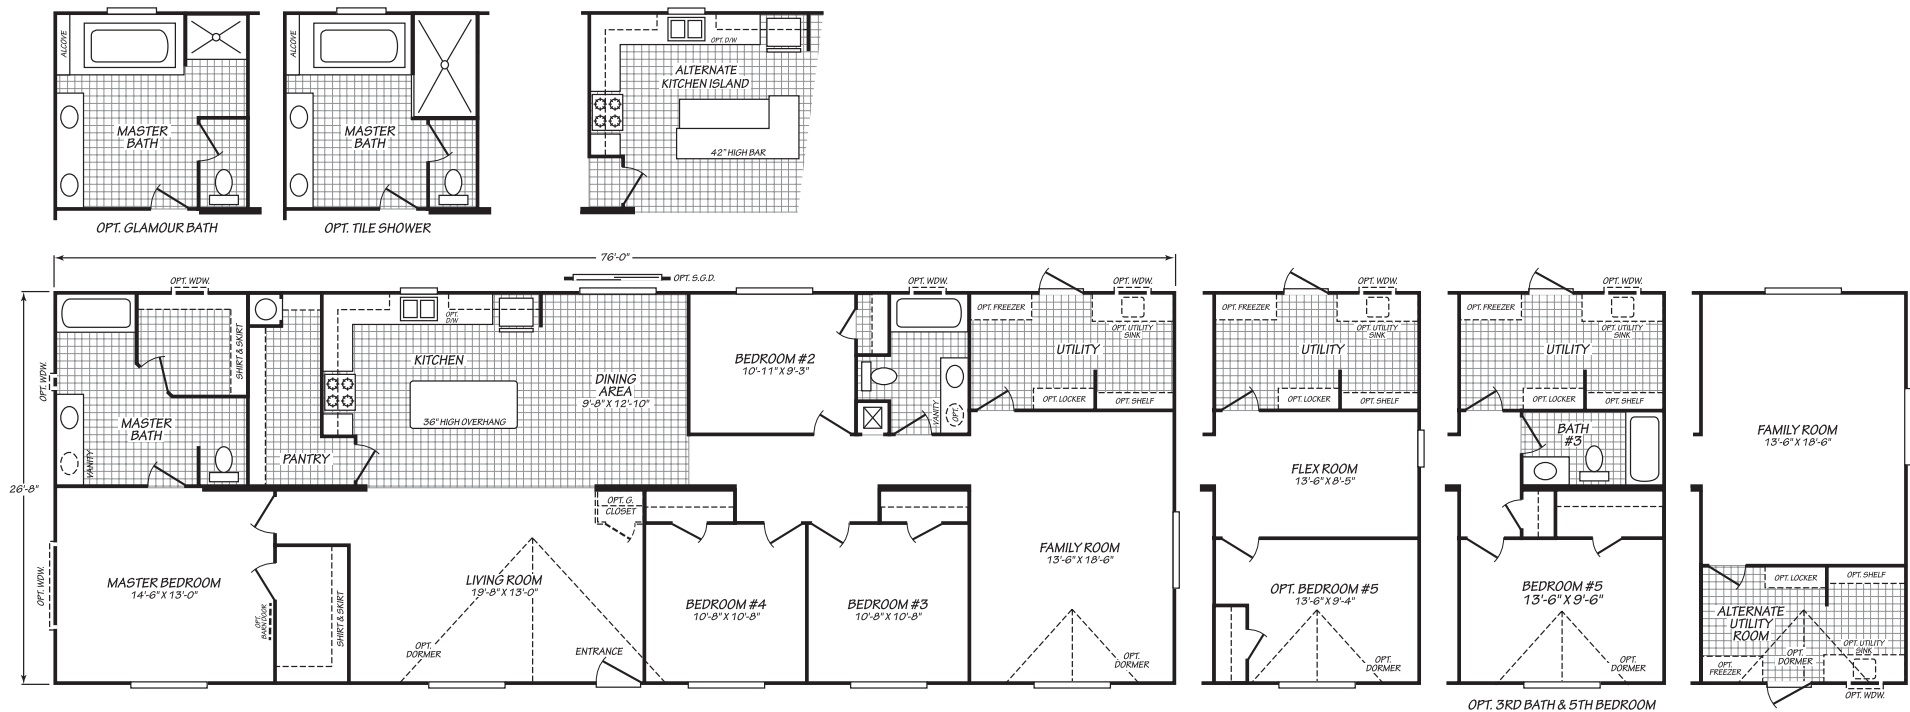 ALCOVE
MASTER
BATH
OPT. GLAMOUR BATH
ALCOVE
MASTER
BATH
OPT. TILE SHOWER
OPT. D/W
ALTERNATE
KITCHEN ISLAND
42" HIGH BAR
76'-0"
26'-8"
OPT. WDW.
OPT. WDW.
OPT. WDW.
SHIRT & SKIRT
MASTER
BATH
VANITY
PANTRY
KITCHEN
OPT.
D/W
36" HIGH OVERHANG
OPT. S.G.D.
DINING
AREA
9'-8" X 12'-10"
BEDROOM #2
10'-11" X 9'-3"
OPT. WDW.
VANITY
OPT.
OPT. FREEZER
OPT. WDW.
OPT. UTILITY
SINK
UTILITY
OPT. LOCKER
OPT. SHELF
MASTER BEDROOM
14'-6" X 13'-0"
OPT.
BARN DOOR
SHIRT & SKIRT
LIVING ROOM
19'-8" X 13'-0"
OPT.
DORMER
ENTRANCE
OPT. G.
CLOSET
BEDROOM #4
10'-8" X 10'-8"
BEDROOM #3
10'-8" X 10'-8"
FAMILY ROOM
13'-6" X 18'-6"
OPT.
DORMER
OPT. WDW.
OPT. FREEZER
OPT. UTILITY
SINK
UTILITY
OPT. LOCKER
OPT. SHELF
FLEX ROOM
13'-6" X 8'-5"
OPT. BEDROOM #5
13'-6" X 9'-4"
OPT.
DORMER
OPT. WDW.
OPT. FREEZER
OPT. UTILITY
SINK
UTILITY
OPT. LOCKER
OPT. SHELF
BATH
#3
BEDROOM #5
13'-6" X 9'-6"
OPT.
DORMER
OPT. 3RD BATH & 5TH BEDROOM
FAMILY ROOM
13'-6" X 18'-6"
OPT. LOCKER
OPT. SHELF
ALTERNATE
UTILITY
ROOM
OPT. UTILITY
SINK
OPT.
DORMER
OPT.
FREEZER
OPT. WDW.